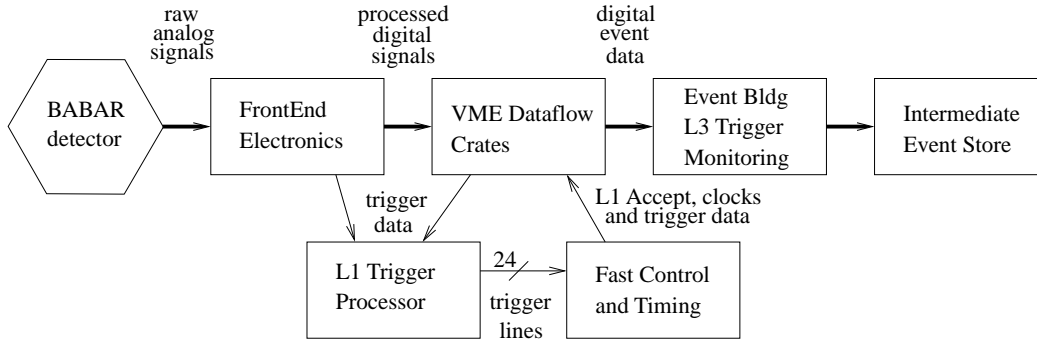 raw
analog
signals
processed
digital
signals
digital
event
data
BABAR
detector
FrontEnd
Electronics
VME Dataflow
Crates
Event Bldg
L3 Trigger
Monitoring
Intermediate
Event Store
trigger
data
L1 Accept, clocks
and trigger data
L1 Trigger
Processor
24
trigger
lines
Fast Control
and Timing